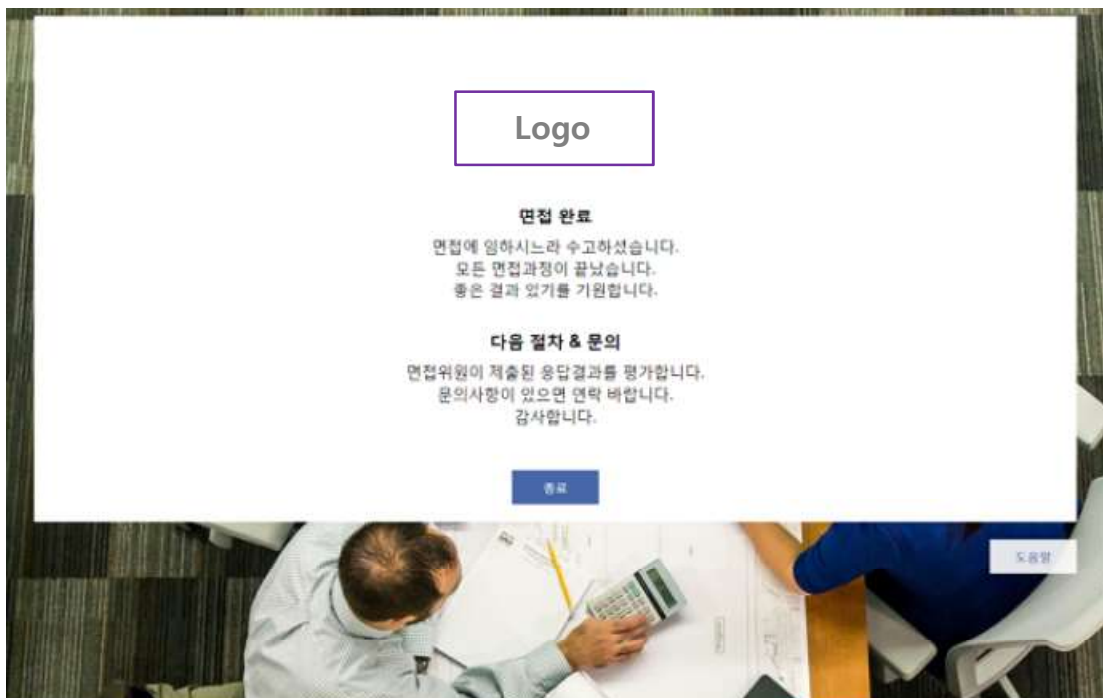 Logo
면접 완료
면접에 임하시느라 수고하셨습니다.
모든 면접과정이 끝났습니다.
좋은 결과 있기를 기원합니다.
다음 절차 & 문의
면접위원이 제출된 응답결과를 평가합니다.
문의사항이 있으면 연락 바랍니다.
감사합니다.
종료
도움말